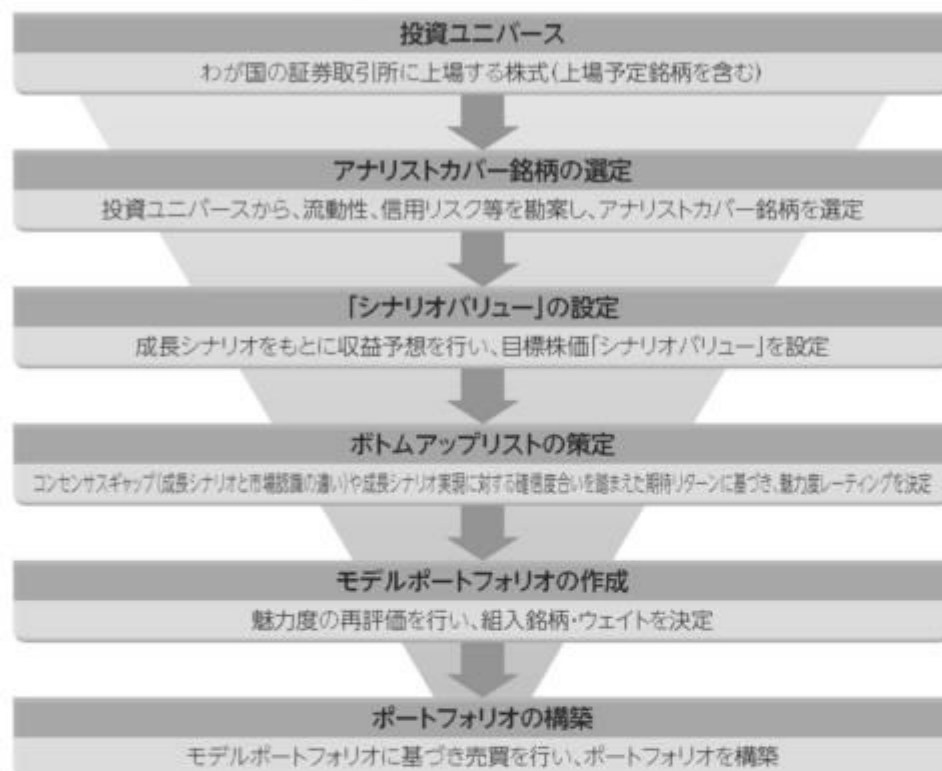 投資ユニバース
わが国の証券取引所に上場する株式(上場予定銘柄を含む)
アナリストカバー銘柄の選定
投資ユニバースから、流動性、信用リスク等を勘案し、アナリストカバー銘柄を選定
「シナリオバリュー」の設定
成長シナリオをもとに収益予想を行い、目標株価「シナリオバリュー」を設定
ボトムアップリストの策定
コンセンサスギャップ(成長シナリオと市場認識の違い)や成長シナリオ実現に対する確信度合いを踏まえた期待リターンに基づき、魅力度レーティングを決定
モデルポートフォリオの作成
魅力度の再評価を行い、組入銘柄・ウェイトを決定
ポートフォリオの構築
モデルポートフォリオに基づき売買を行い、ポートフォリオを構築